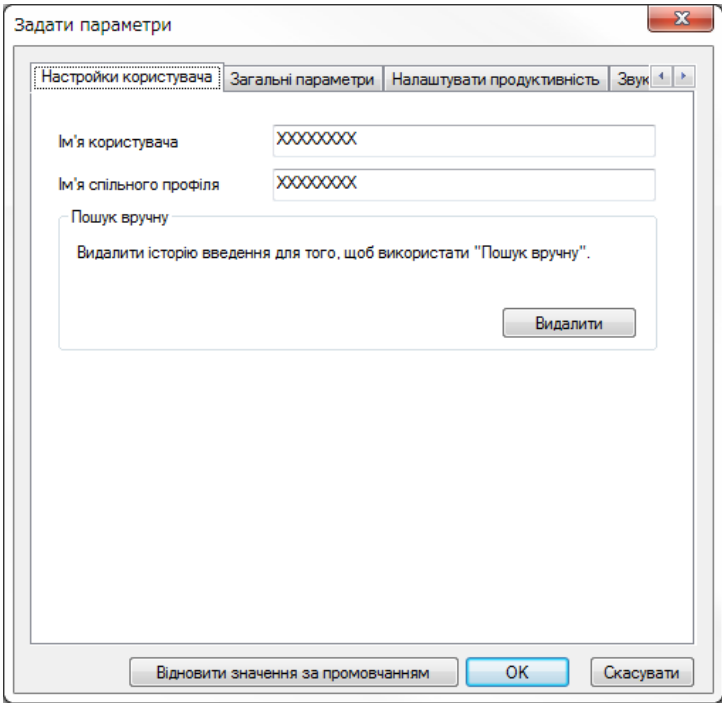 Задати параметри
Настройки користувача Загальні параметри Налаштувати продуктивність Звук
Ім'я користувача XXXXXXXX
Ім'я спільного профіля XXXXXXXX
Пошук вручну
Видалити історію введення для того, щоб використати "Пошук вручну".
Видалити
Відновити значення за промовчанням OK Скасувати